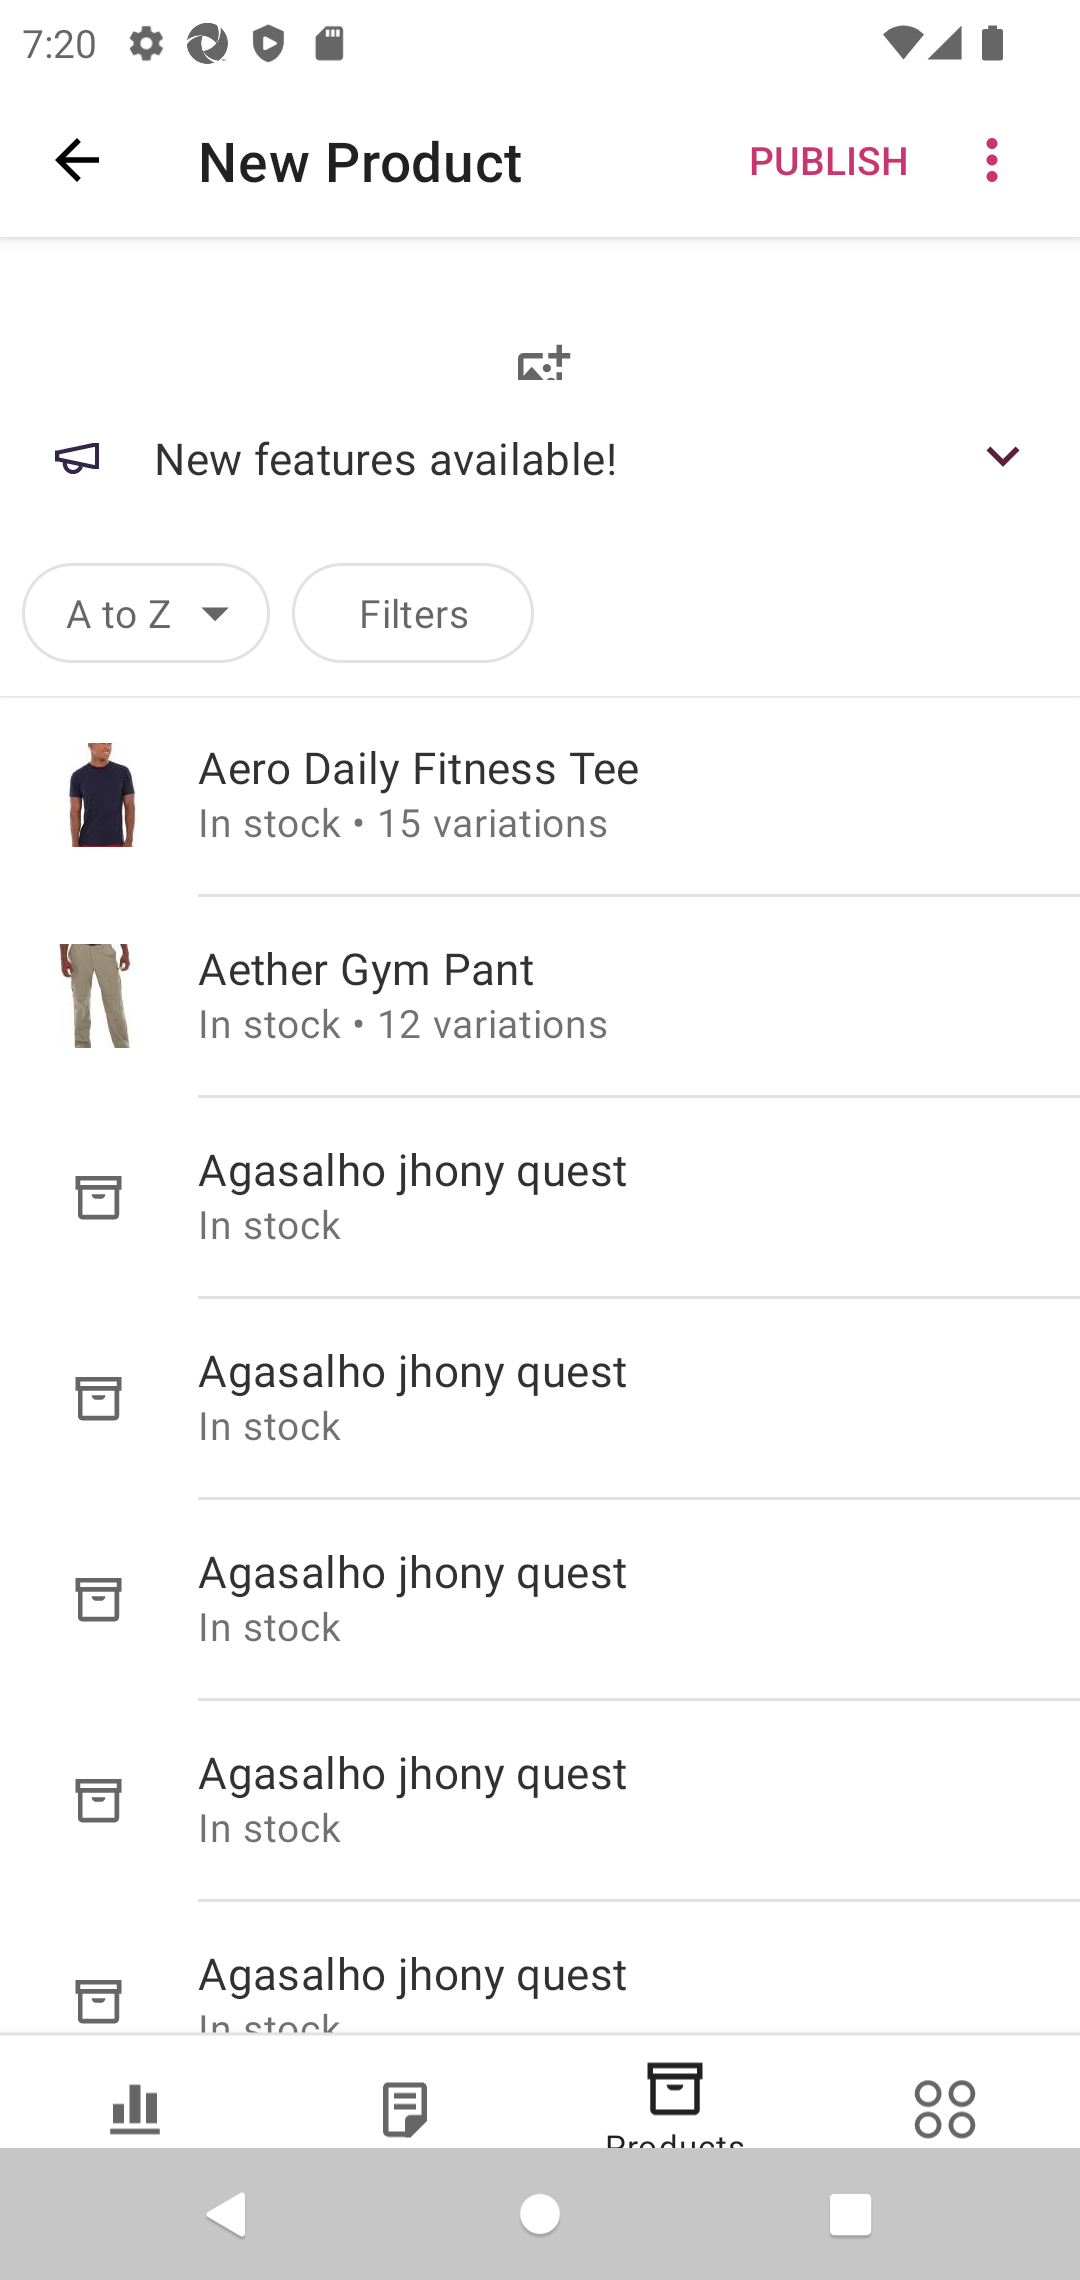 7:20
New Product PUBLISH
New features available!
A to Z Filters
Aero Daily Fitness Tee
In stock • 15 variations
Aether Gym Pant
In stock • 12 variations
Agasalho jhony quest
In stock
Agasalho jhony quest
In stock
Agasalho jhony quest
In stock
Agasalho jhony quest
In stock
Agasalho jhony quest
In stock
Products